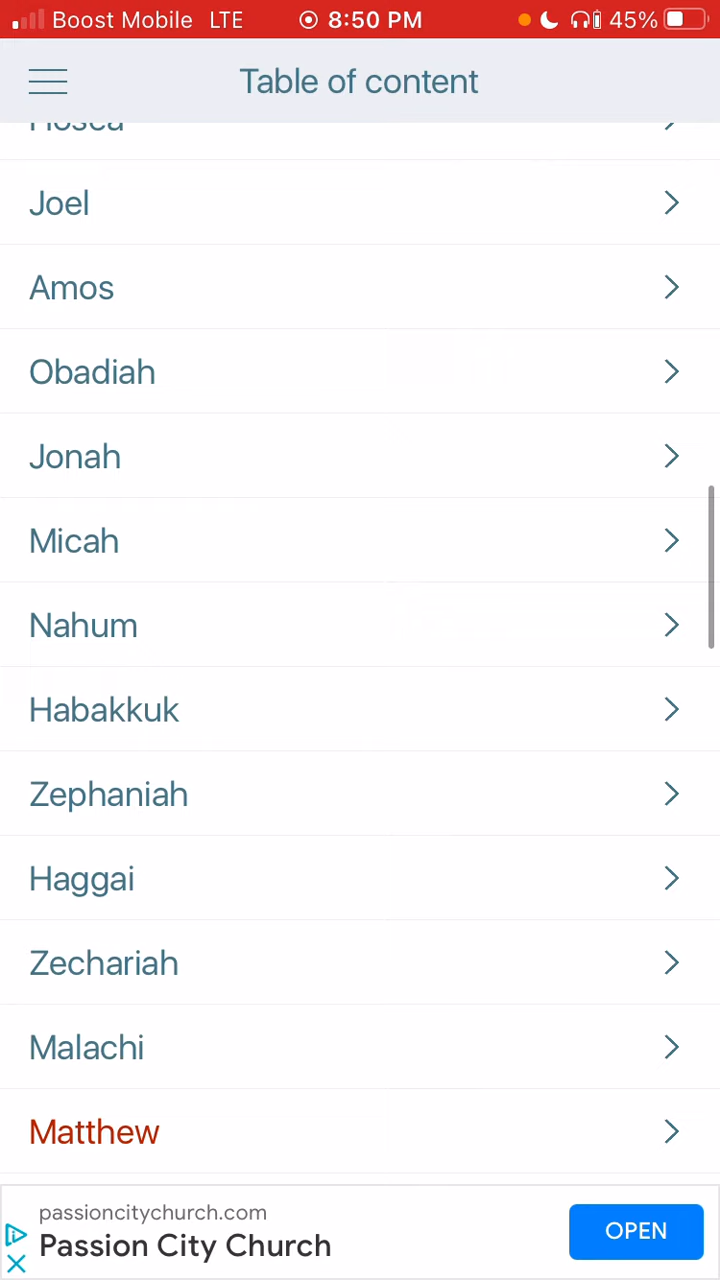 Boost Mobile LTE 8:50 PM 45%
Table of content
Hosea
Joel
Amos
Obadiah
Jonah
Micah
Nahum
Habakkuk
Zephaniah
Haggai
Zechariah
Malachi
Matthew
passioncitychurch.com
Passion City Church
OPEN